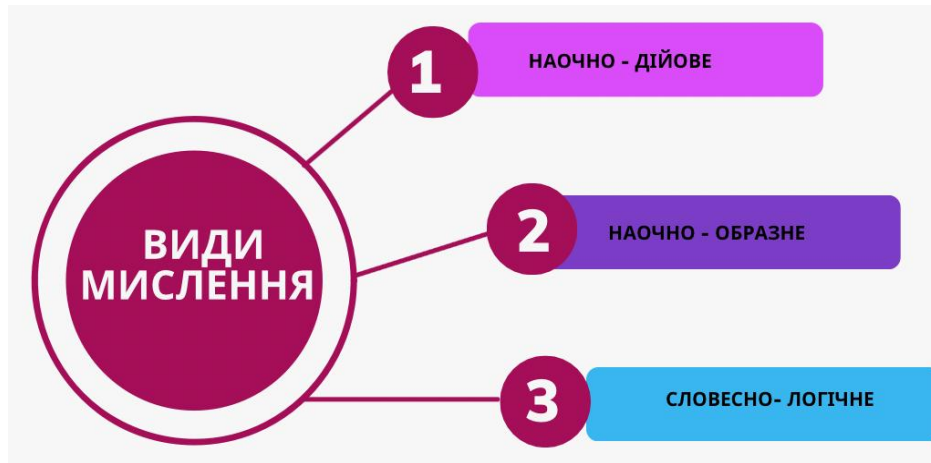 ВИДИ
МИСЛЕННЯ
1
НАОЧНО - ДІЙОВЕ
2
НАОЧНО - ОБРАЗНЕ
3
СЛОВЕСНО- ЛОГІЧНЕ